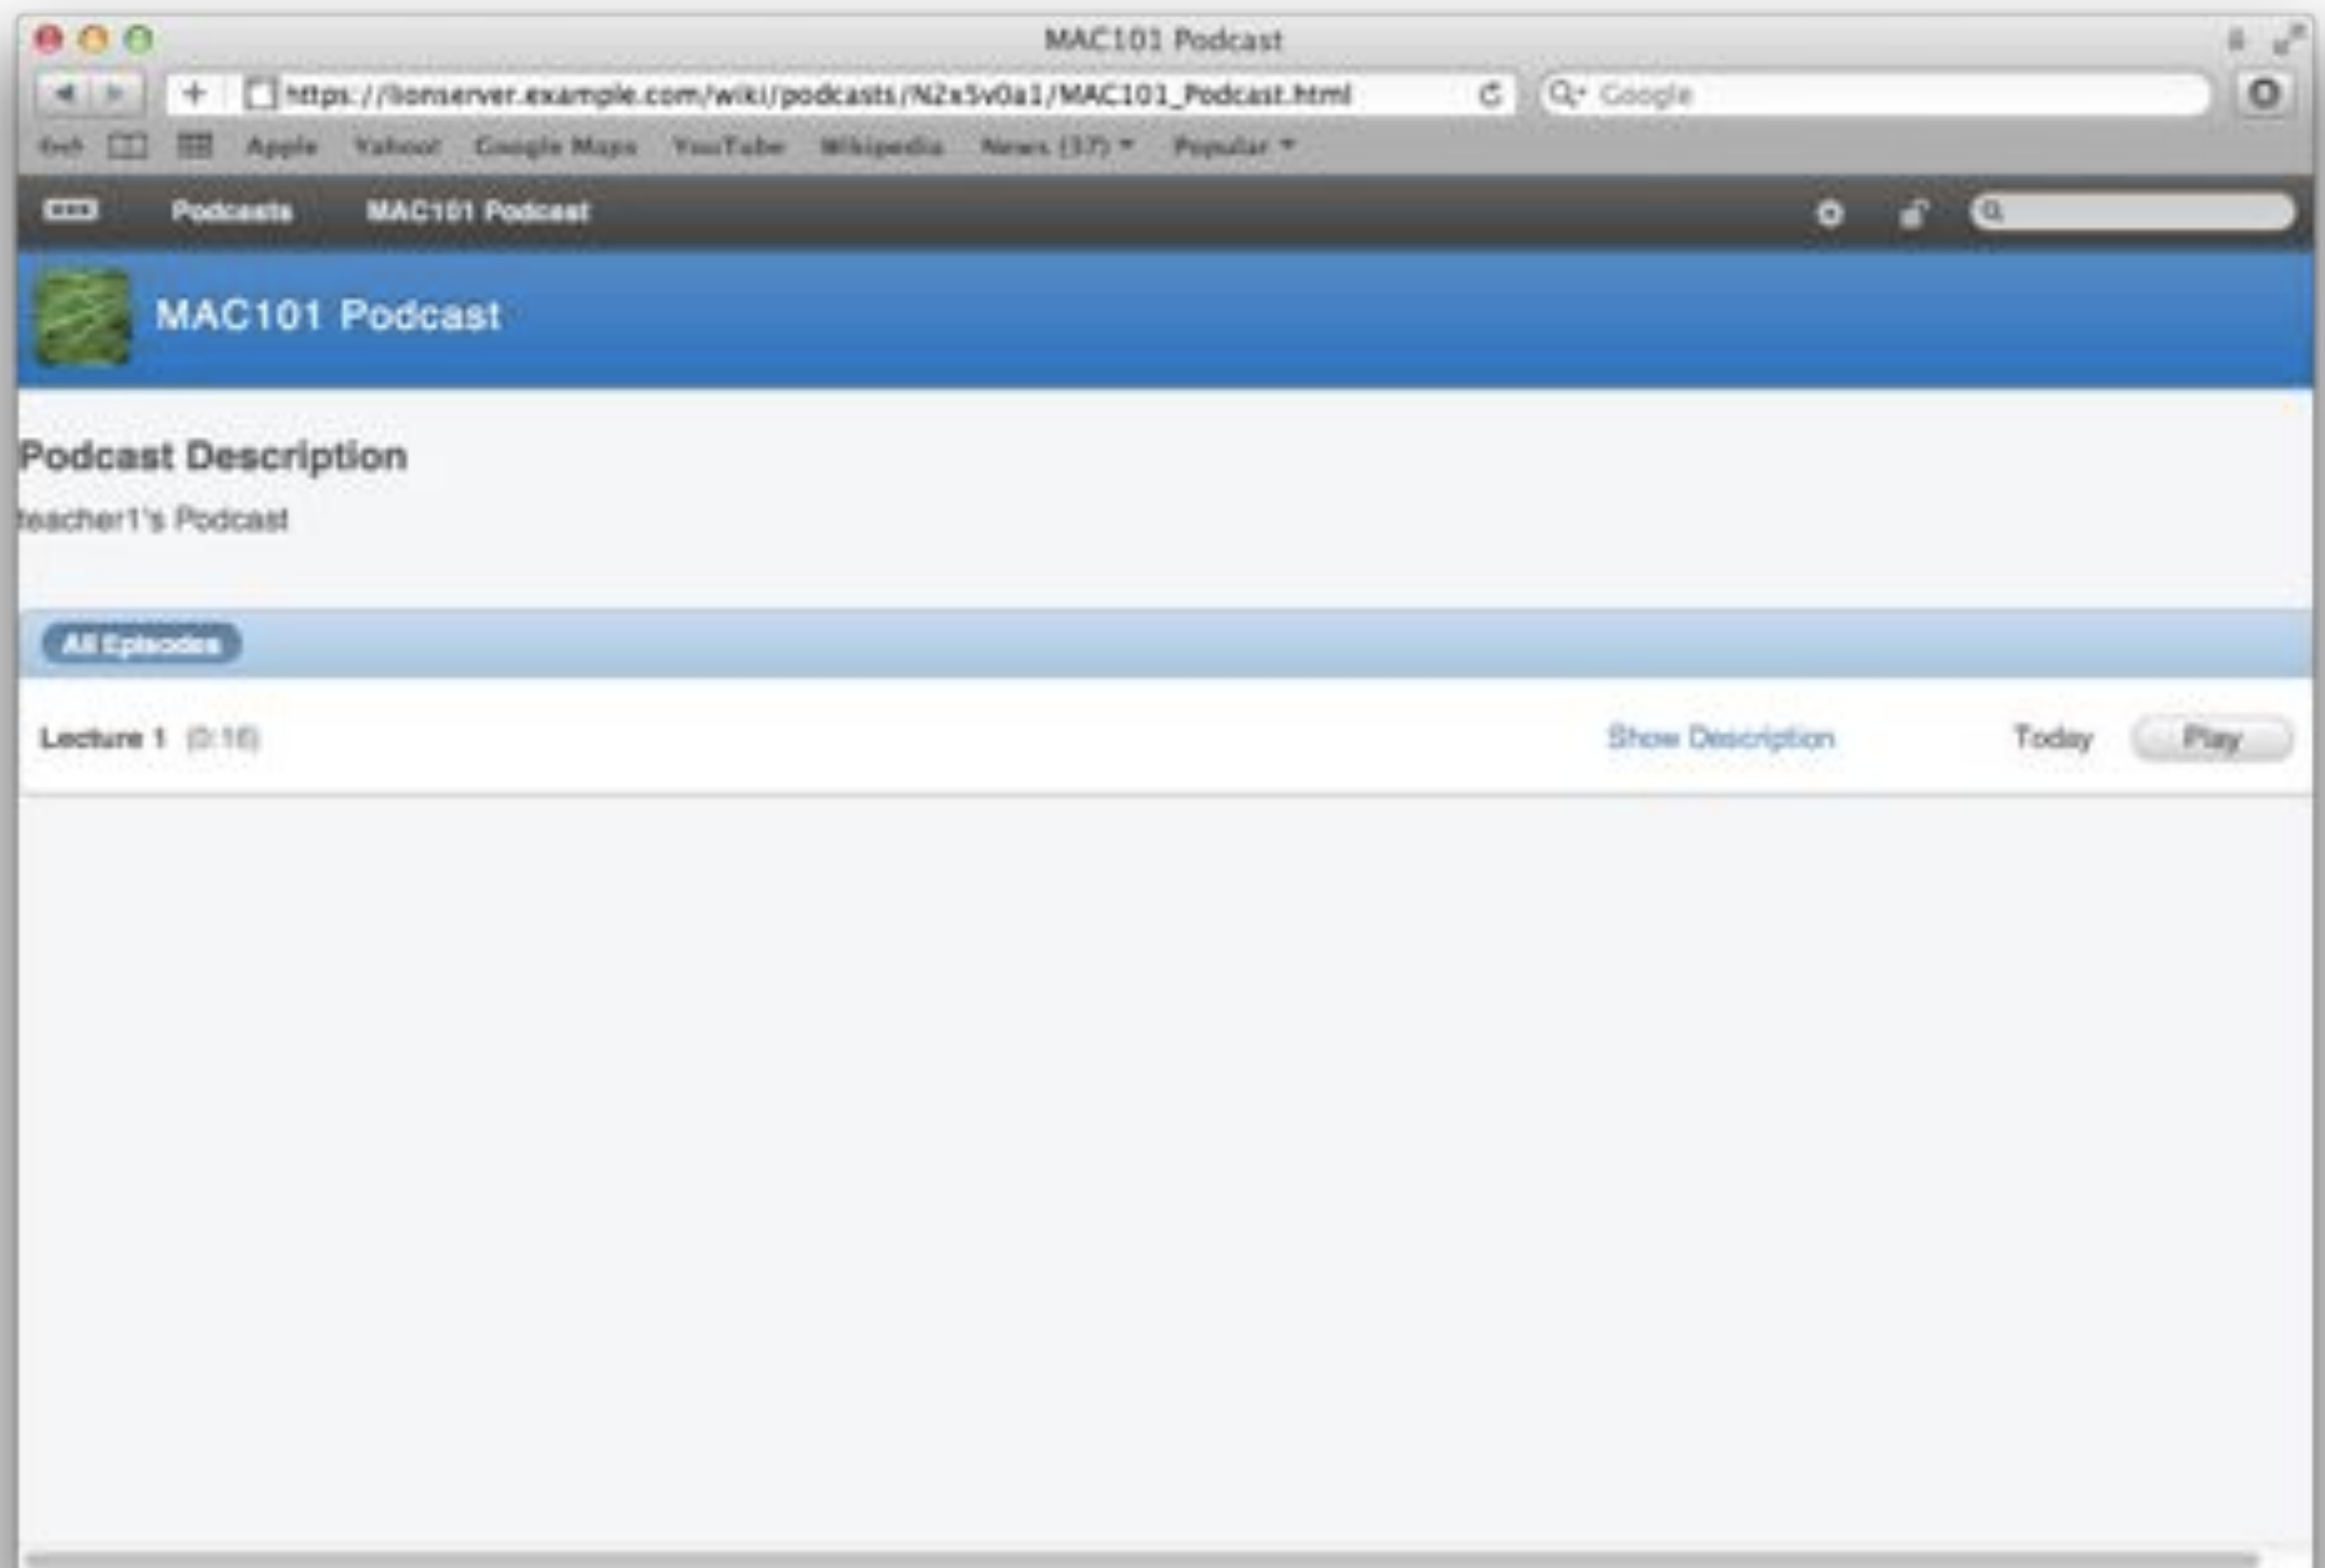 MAC101 Podcast
https://lionserver.example.com/wiki/podcasts/N2x5v0a1/MAC101_Podcast.html Google
Apple Yahoo! Google Maps YouTube Wikipedia News (37) Popular
Podcasts MAC101 Podcast
MAC101 Podcast
Podcast Description
teacher1's Podcast
All Episodes
Lecture 1 (0:16) Show Description Today Play